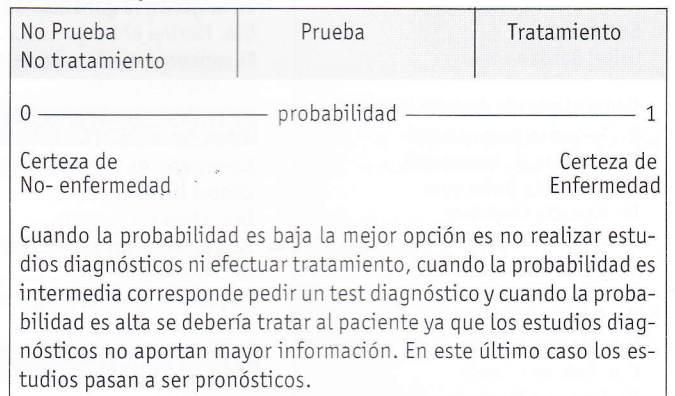 No Prueba Prueba Tratamiento
No tratamiento
0 probabilidad 1
Certeza de Certeza de
No- enfermedad Enfermedad
Cuando la probabilidad es baja la mejor opción es no realizar estu-
dios diagnósticos ni efectuar tratamiento, cuando la probabilidad es
intermedia corresponde pedir un test diagnóstico y cuando la proba-
bilidad es alta se debería tratar al paciente ya que los estudios diag-
nósticos no aportan mayor información. En este último caso los es-
tudios pasan a ser pronósticos.